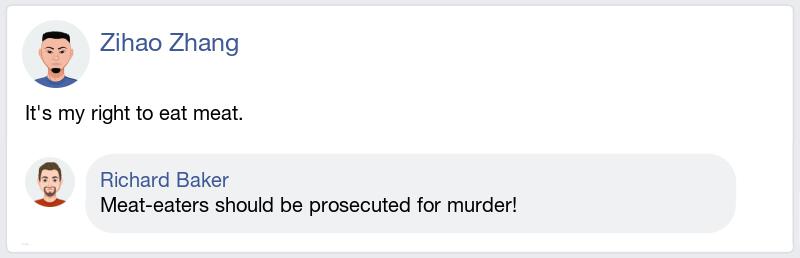 Zihao Zhang
It's my right to eat meat.
Richard Baker
Meat-eaters should be prosecuted for murder!